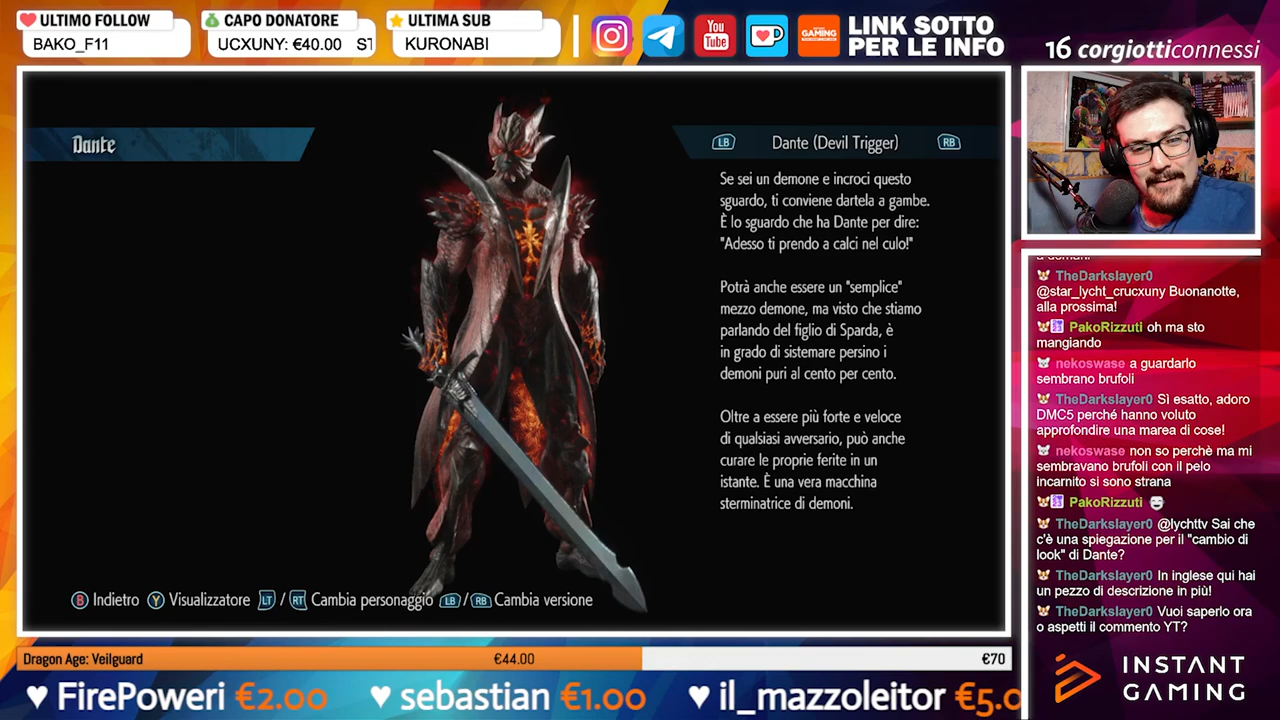 ULTIMO FOLLOW
BAKO_F11
CAPO DONATORE
UCXUNY: €40.00 ST
ULTIMA SUB
KURONABI
You
Tube
GAMING
LINK SOTTO
PER LE INFO
16 corgiotticonnessi
Dante
LB Dante (Devil Trigger) RB
Se sei un demone e incroci questo
sguardo, ti conviene dartela a gambe.
È lo sguardo che ha Dante per dire:
"Adesso ti prendo a calci nel culo!"
Potrà anche essere un "semplice"
mezzo demone, ma visto che stiamo
parlando del figlio di Sparda, è
in grado di sistemare persino i
demoni puri al cento per cento.
Oltre a essere più forte e veloce
di qualsiasi avversario, può anche
curare le proprie ferite in un
istante. È una vera macchina
sterminatrice di demoni.
B Indietro Y Visualizzatore LT / RT Cambia personaggio LB / RB Cambia versione
TheDarkslayer0
@star_lycht_crucxuny Buonanotte,
alla prossima!
PakoRizzuti oh ma sto
mangiando
nekoswase a guardarlo
sembrano brufoli
TheDarkslayer0 Sì esatto, adoro
DMC5 perché hanno voluto
approfondire una marea di cose!
nekoswase non so perchè ma mi
sembravano brufoli con il pelo
incarnito si sono strana
PakoRizzuti
TheDarkslayer0 @lychttv Sai che
c'è una spiegazione per il "cambio di
look" di Dante?
TheDarkslayer0 In inglese qui hai
un pezzo di descrizione in più!
TheDarkslayer0 Vuoi saperlo ora
o aspetti il commento YT?
Dragon Age: Veilguard €44.00 €70
FirePoweri €2.00 sebastian €1.00 il_mazzoleitor €5.0
INSTANT
GAMING